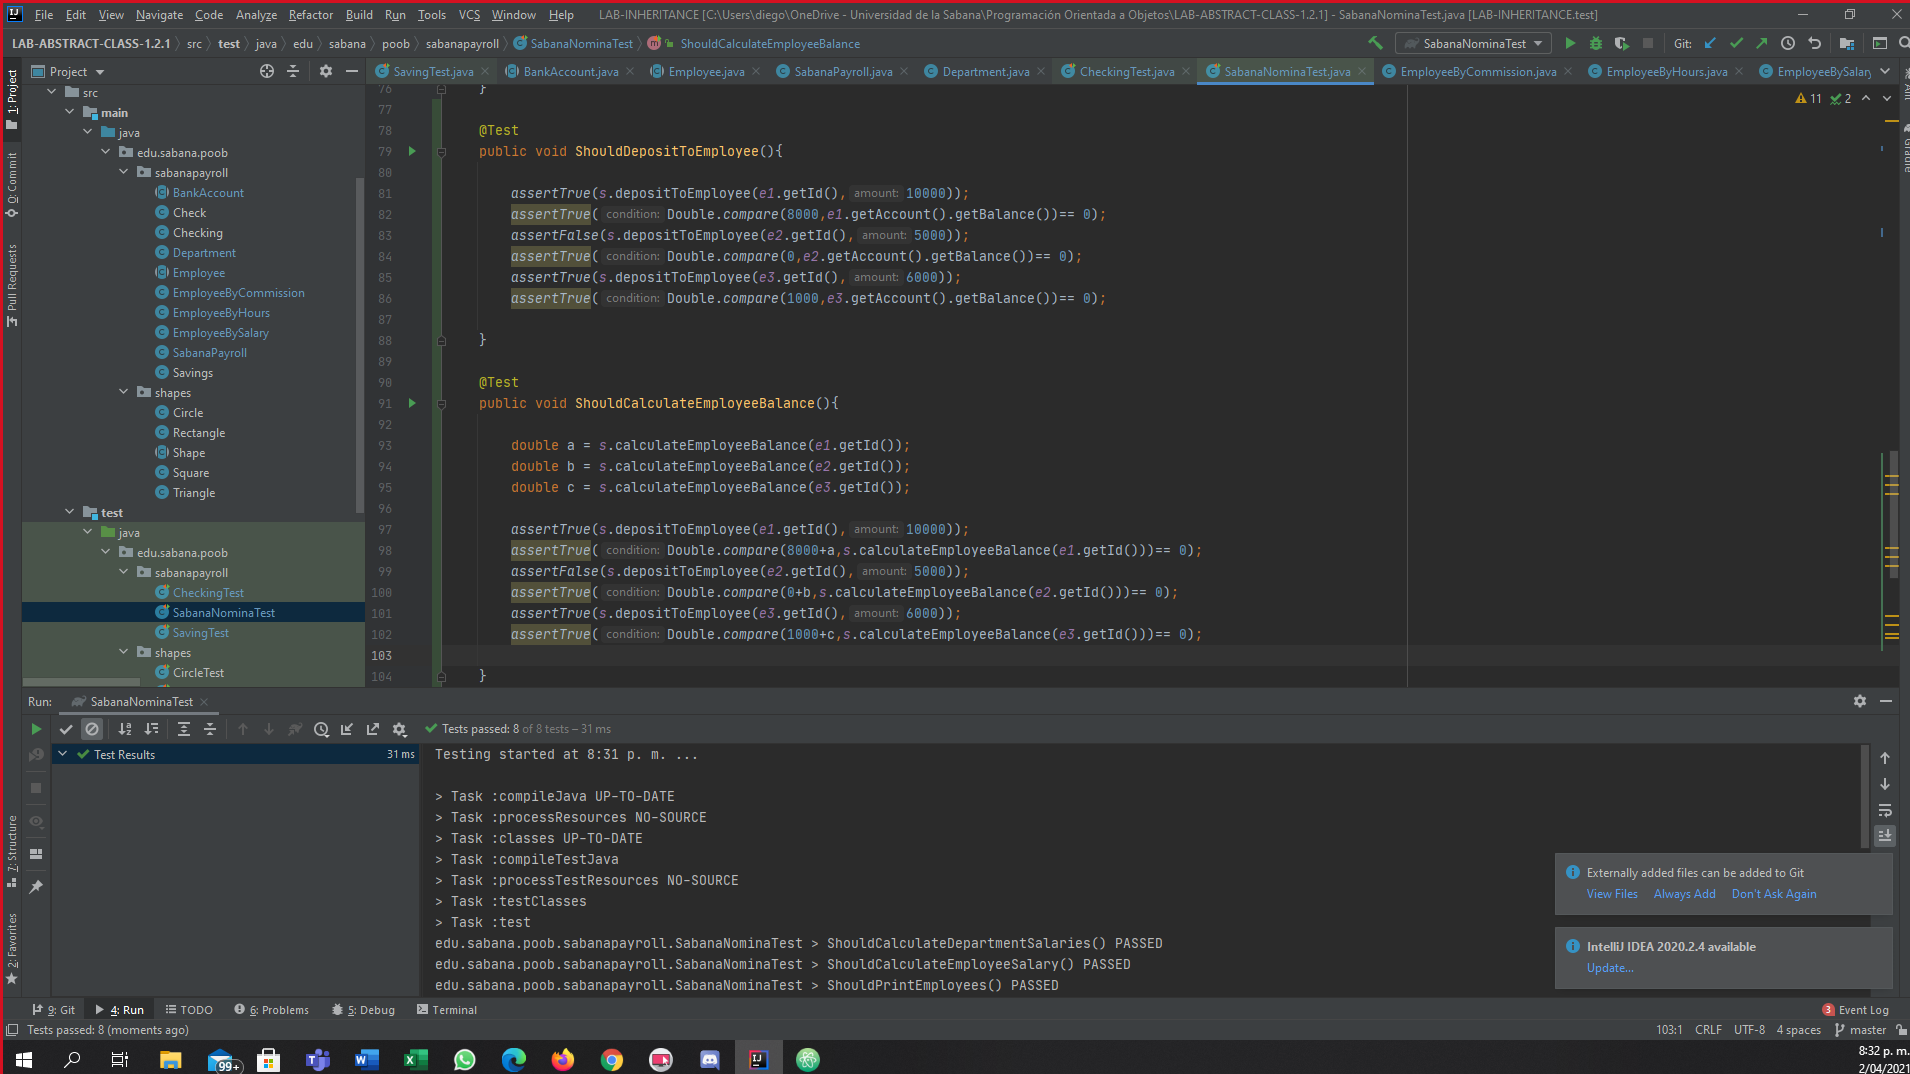 File Edit View Navigate Code Analyze Refactor Build Run Tools VCS Window Help LAB-INHERITANCE [C:\Users\diego\OneDrive - Universidad de la Sabana\Programación Orientada a Objetos\LAB-ABSTRACT-CLASS-1.2.1] - SabanaNominaTest.java [LAB-INHERITANCE.test]
LAB-ABSTRACT-CLASS-1.2.1 src test java edu sabana poob sabanapayroll SabanaNominaTest ShouldCalculateEmployeeBalance SabanaNominaTest Git:
Project SavingTest.java BankAccount.java Employee.java SabanaPayroll.java Department.java CheckingTest.java SabanaNominaTest.java EmployeeByCommission.java EmployeeByHours.java EmployeeBySalary
1: Project
0: Commit
Pull Requests
7: Structure
2: Favorites
Gradle
src
main
java
edu.sabana.poob
sabanapayroll
BankAccount
Check
Checking
Department
Employee
EmployeeByCommission
EmployeeByHours
EmployeeBySalary
SabanaPayroll
Savings
shapes
Circle
Rectangle
Shape
Square
Triangle
test
java
edu.sabana.poob
sabanapayroll
CheckingTest
SabanaNominaTest
SavingTest
shapes
CircleTest
11 2
76 }
77
78 @Test
79 public void ShouldDepositToEmployee(){
80
81 assertTrue(s.depositToEmployee(e1.getId(), amount: 10000));
82 assertTrue( condition: Double.compare(8000,e1.getAccount().getBalance())== 0);
83 assertFalse(s.depositToEmployee(e2.getId(), amount: 5000));
84 assertTrue( condition: Double.compare(0,e2.getAccount().getBalance())== 0);
85 assertTrue(s.depositToEmployee(e3.getId(), amount: 6000));
86 assertTrue( condition: Double.compare(1000,e3.getAccount().getBalance())== 0);
87
88 }
89
90 @Test
91 public void ShouldCalculateEmployeeBalance(){
92
93 double a = s.calculateEmployeeBalance(e1.getId());
94 double b = s.calculateEmployeeBalance(e2.getId());
95 double c = s.calculateEmployeeBalance(e3.getId());
96
97 assertTrue(s.depositToEmployee(e1.getId(), amount: 10000));
98 assertTrue( condition: Double.compare(8000+a,s.calculateEmployeeBalance(e1.getId()))== 0);
99 assertFalse(s.depositToEmployee(e2.getId(), amount: 5000));
100 assertTrue( condition: Double.compare(0+b,s.calculateEmployeeBalance(e2.getId()))== 0);
101 assertTrue(s.depositToEmployee(e3.getId(), amount: 6000));
102 assertTrue( condition: Double.compare(1000+c,s.calculateEmployeeBalance(e3.getId()))== 0);
103
104 }
Run: SabanaNominaTest
Tests passed: 8 of 8 tests – 31 ms
Test Results 31 ms
Testing started at 8:31 p. m. ...
> Task :compileJava UP-TO-DATE
> Task :processResources NO-SOURCE
> Task :classes UP-TO-DATE
> Task :compileTestJava
> Task :processTestResources NO-SOURCE
> Task :testClasses
> Task :test
edu.sabana.poob.sabanapayroll.SabanaNominaTest > ShouldCalculateDepartmentSalaries() PASSED
edu.sabana.poob.sabanapayroll.SabanaNominaTest > ShouldCalculateEmployeeSalary() PASSED
edu.sabana.poob.sabanapayroll.SabanaNominaTest > ShouldPrintEmployees() PASSED
Externally added files can be added to Git
View Files Always Add Don't Ask Again
IntelliJ IDEA 2020.2.4 available
Update...
9: Git 4: Run TODO 6: Problems 5: Debug Terminal 3 Event Log
Tests passed: 8 (moments ago) 103:1 CRLF UTF-8 4 spaces master
99+
8:32 p. m.
2/04/2021